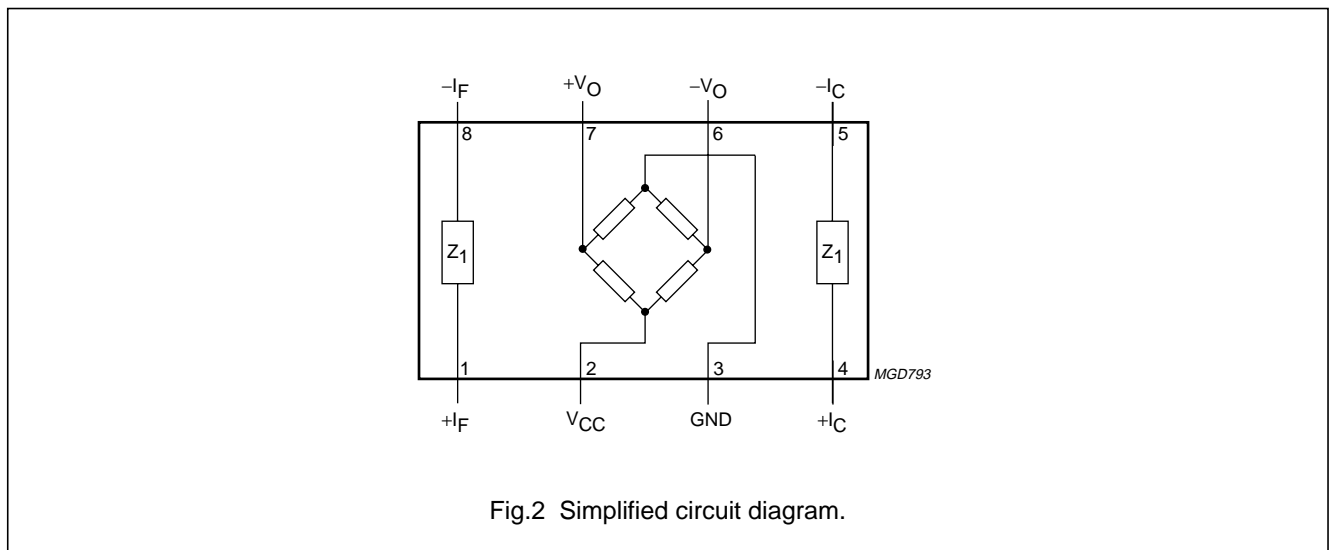 −IF +VO −VO −IC
8 7 6 5
Z1 Z1
1 2 3 4
MGD793
+IF VCC GND +IC
Fig.2 Simplified circuit diagram.